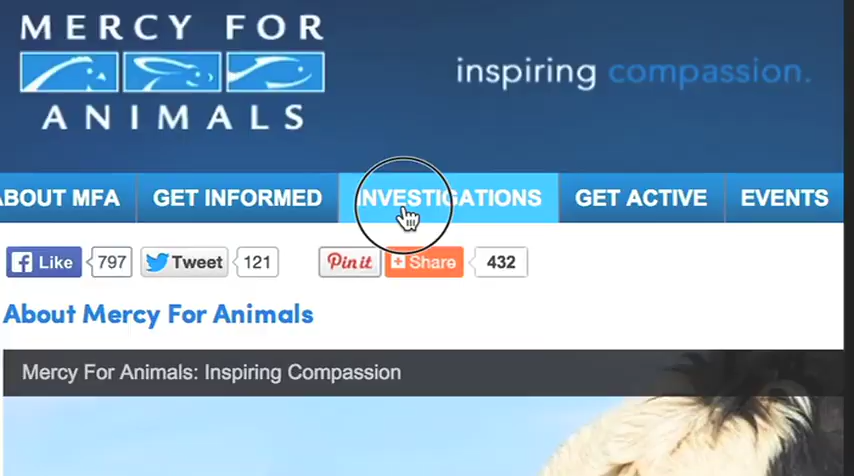 MERCY FOR
ANIMALS
inspiring compassion.
ABOUT MFA GET INFORMED INVESTIGATIONS GET ACTIVE EVENTS
Like 797 Tweet 121 Pin it Share 432
About Mercy For Animals
Mercy For Animals: Inspiring Compassion